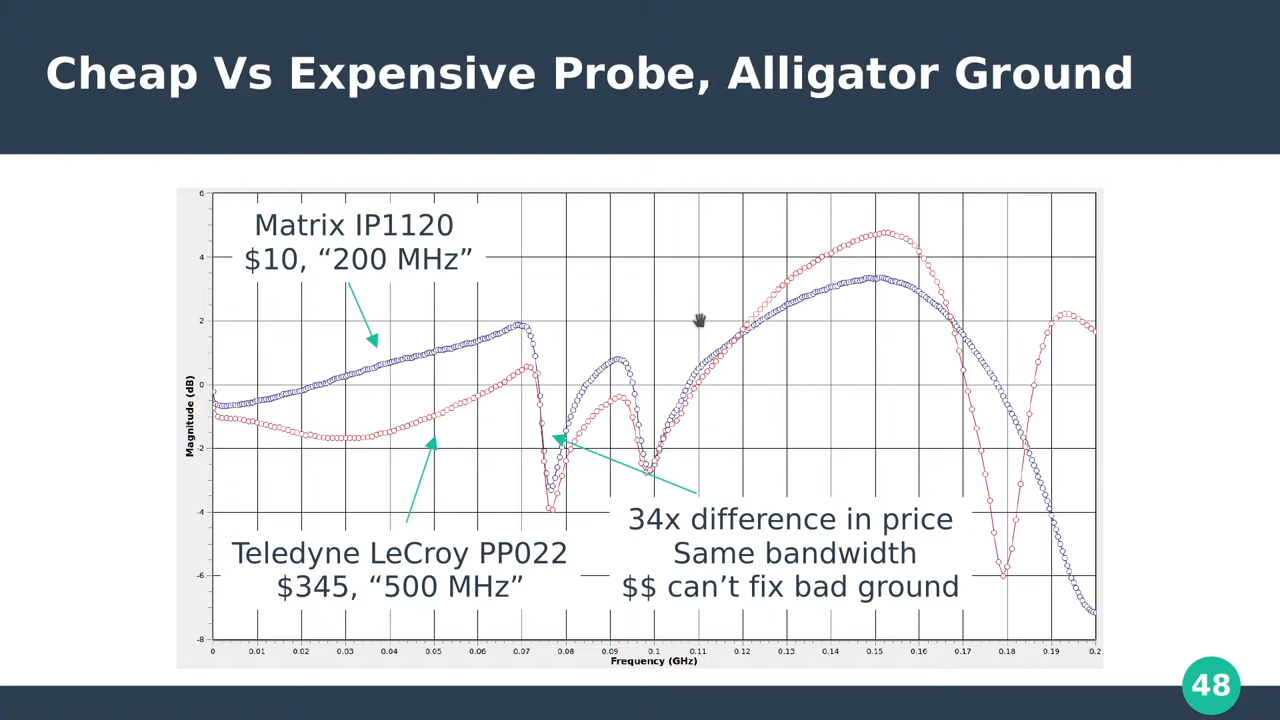 Cheap Vs Expensive Probe, Alligator Ground
Matrix IP1120
$10, “200 MHz”
Teledyne LeCroy PP022
$345, “500 MHz”
34x difference in price
Same bandwidth
$$ can’t fix bad ground
Magnitude (dB)
6
4
2
0
-2
-4
-6
-8
0 0.01 0.02 0.03 0.04 0.05 0.06 0.07 0.08 0.09 0.1 0.11 0.12 0.13 0.14 0.15 0.16 0.17 0.18 0.19 0.2
Frequency (GHz)
48